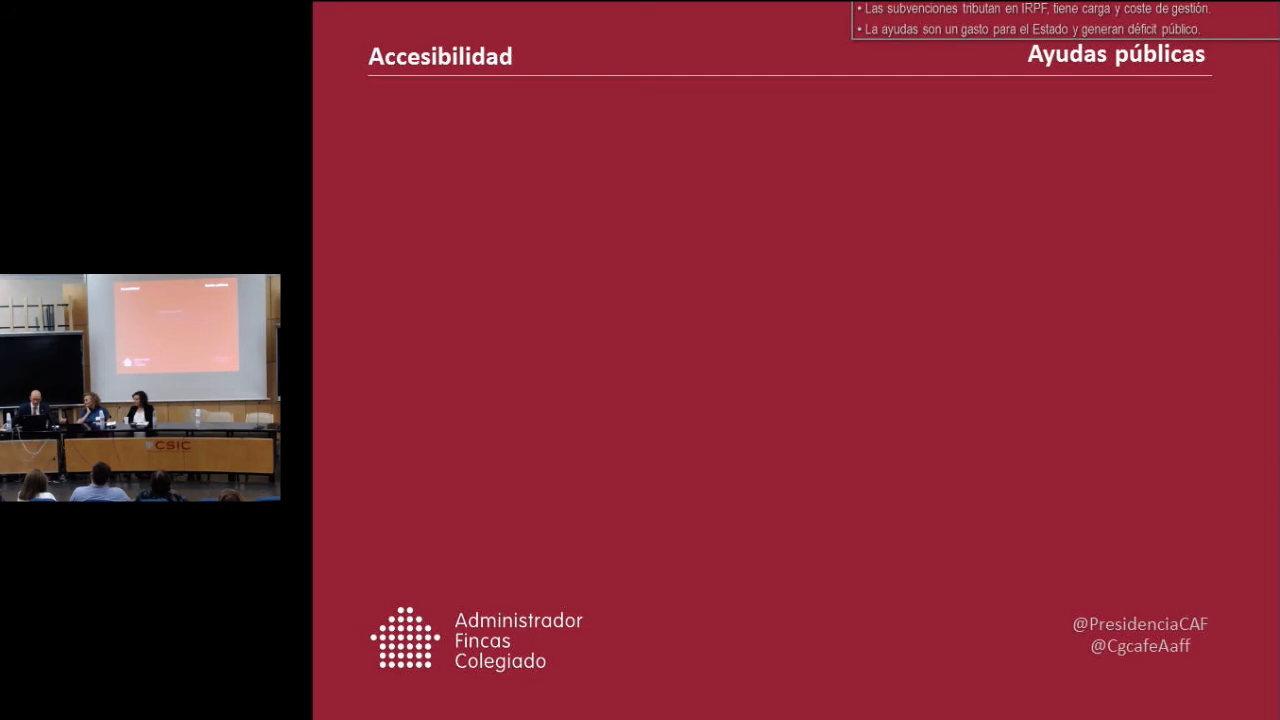 • Las subvenciones tributan en IRPF, tiene carga y coste de gestión.
• La ayudas son un gasto para el Estado y generan déficit público.
Accesibilidad
Ayudas públicas
CSIC
Administrador
Fincas
Colegiado
@PresidenciaCAF
@CgcafeAaff